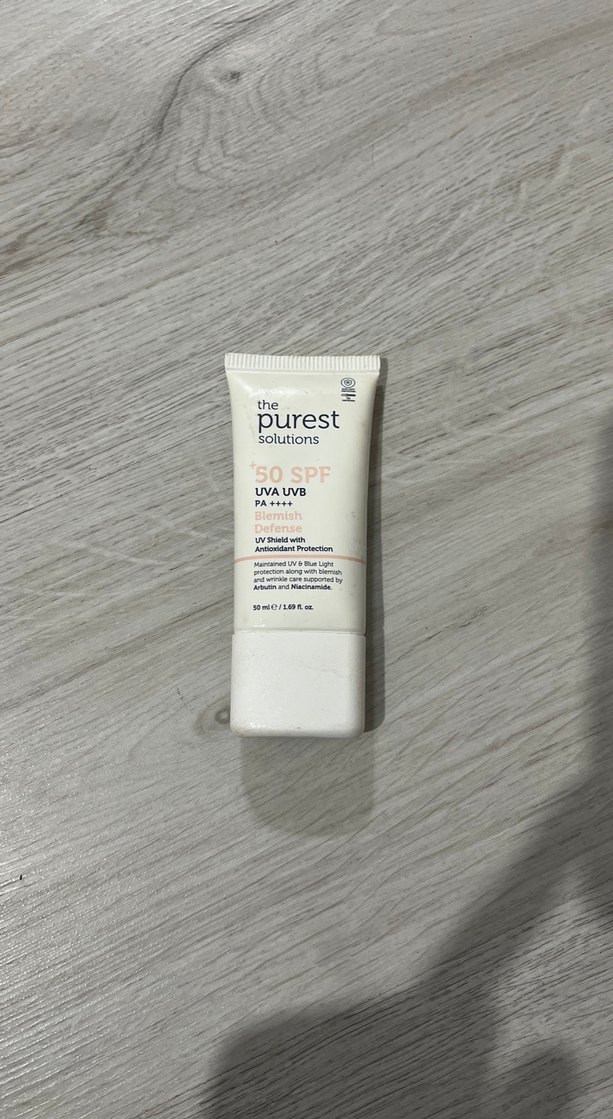 the
purest
solutions
+50 SPF
UVA UVB
PA ++++
Blemish
Defense
UV Shield with
Antioxidant Protection
Maintained UV & Blue Light
protection along with blemish
and wrinkle care supported by
Arbutin and Niacinamide.
50 ml ℮ / 1.69 fl. oz.